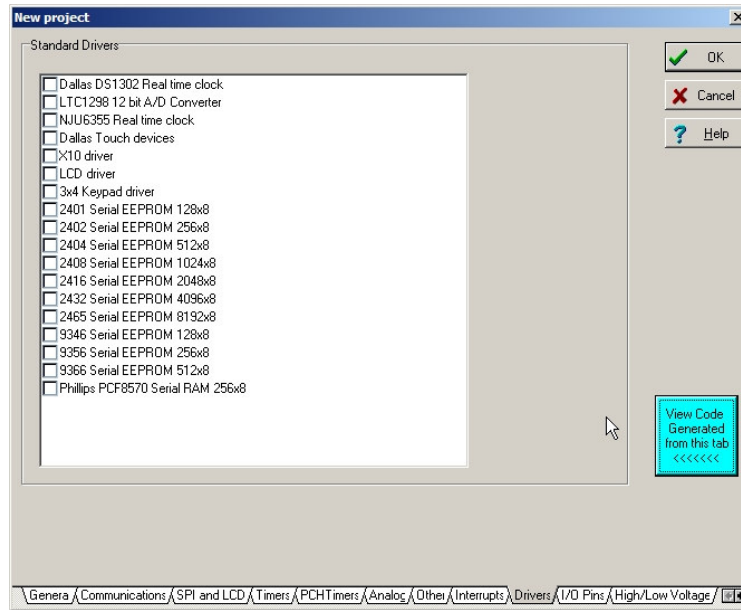 New project
Standard Drivers
Dallas DS1302 Real time clock
LTC1298 12 bit A/D Converter
NJU6355 Real time clock
Dallas Touch devices
X10 driver
LCD driver
3x4 Keypad driver
2401 Serial EEPROM 128x8
2402 Serial EEPROM 256x8
2404 Serial EEPROM 512x8
2408 Serial EEPROM 1024x8
2416 Serial EEPROM 2048x8
2432 Serial EEPROM 4096x8
2465 Serial EEPROM 8192x8
9346 Serial EEPROM 128x8
9356 Serial EEPROM 256x8
9366 Serial EEPROM 512x8
Phillips PCF8570 Serial RAM 256x8
OK
Cancel
Help
View Code
Generated
from this tab
<<<<<<<
Genera Communications SPI and LCD Timers PCHTimers Analog Other Interrupts Drivers I/O Pins High/Low Voltage